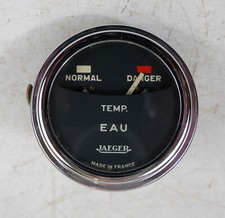 NORMAL DANGER
TEMP.
EAU
JAEGER
MADE IN FRANCE